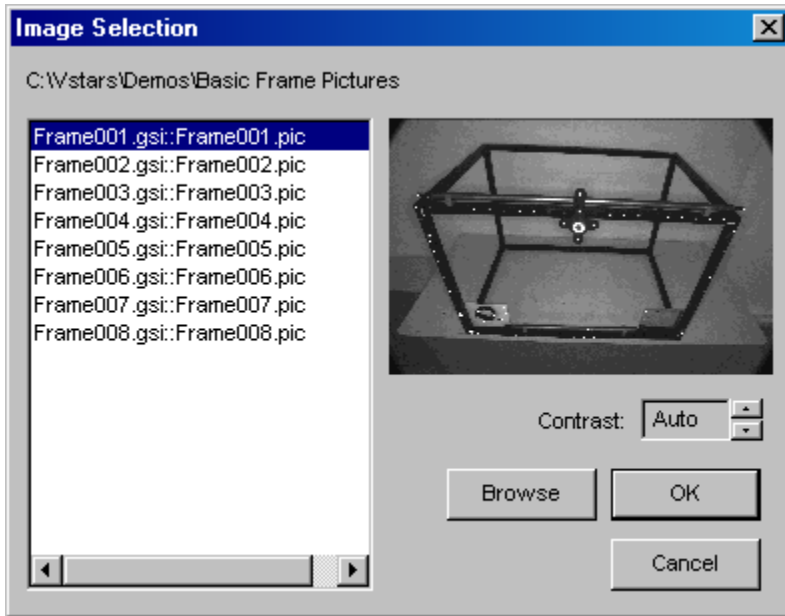 Image Selection
C:\Vstars\Demos\Basic Frame Pictures
Frame001.gsi::Frame001.pic
Frame002.gsi::Frame002.pic
Frame003.gsi::Frame003.pic
Frame004.gsi::Frame004.pic
Frame005.gsi::Frame005.pic
Frame006.gsi::Frame006.pic
Frame007.gsi::Frame007.pic
Frame008.gsi::Frame008.pic
Contrast: Auto
Browse OK
Cancel